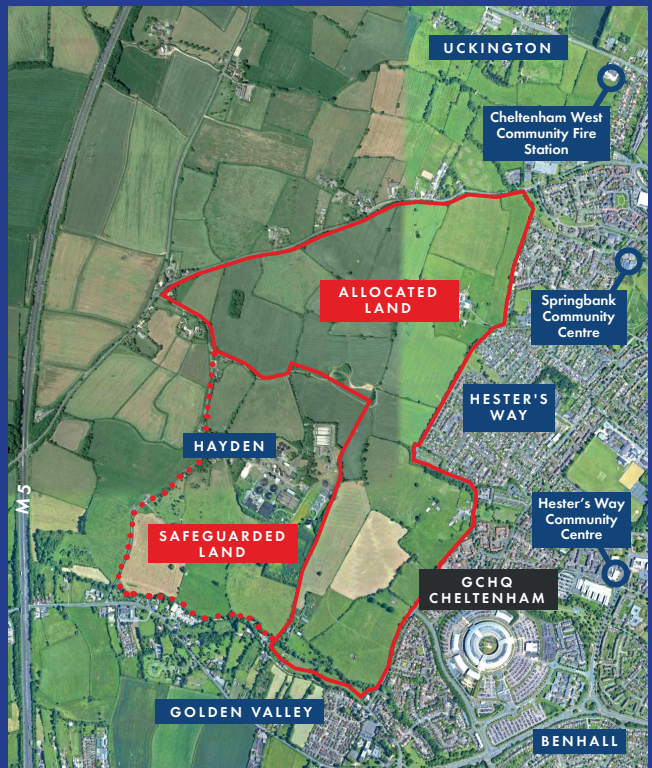 UCKINGTON
Cheltenham West
Community Fire
Station
ALLOCATED
LAND
Springbank
Community
Centre
HESTER'S
WAY
HAYDEN
M5
Hester's Way
Community
Centre
SAFEGUARDED
LAND
GCHQ
CHELTENHAM
GOLDEN VALLEY
BENHALL